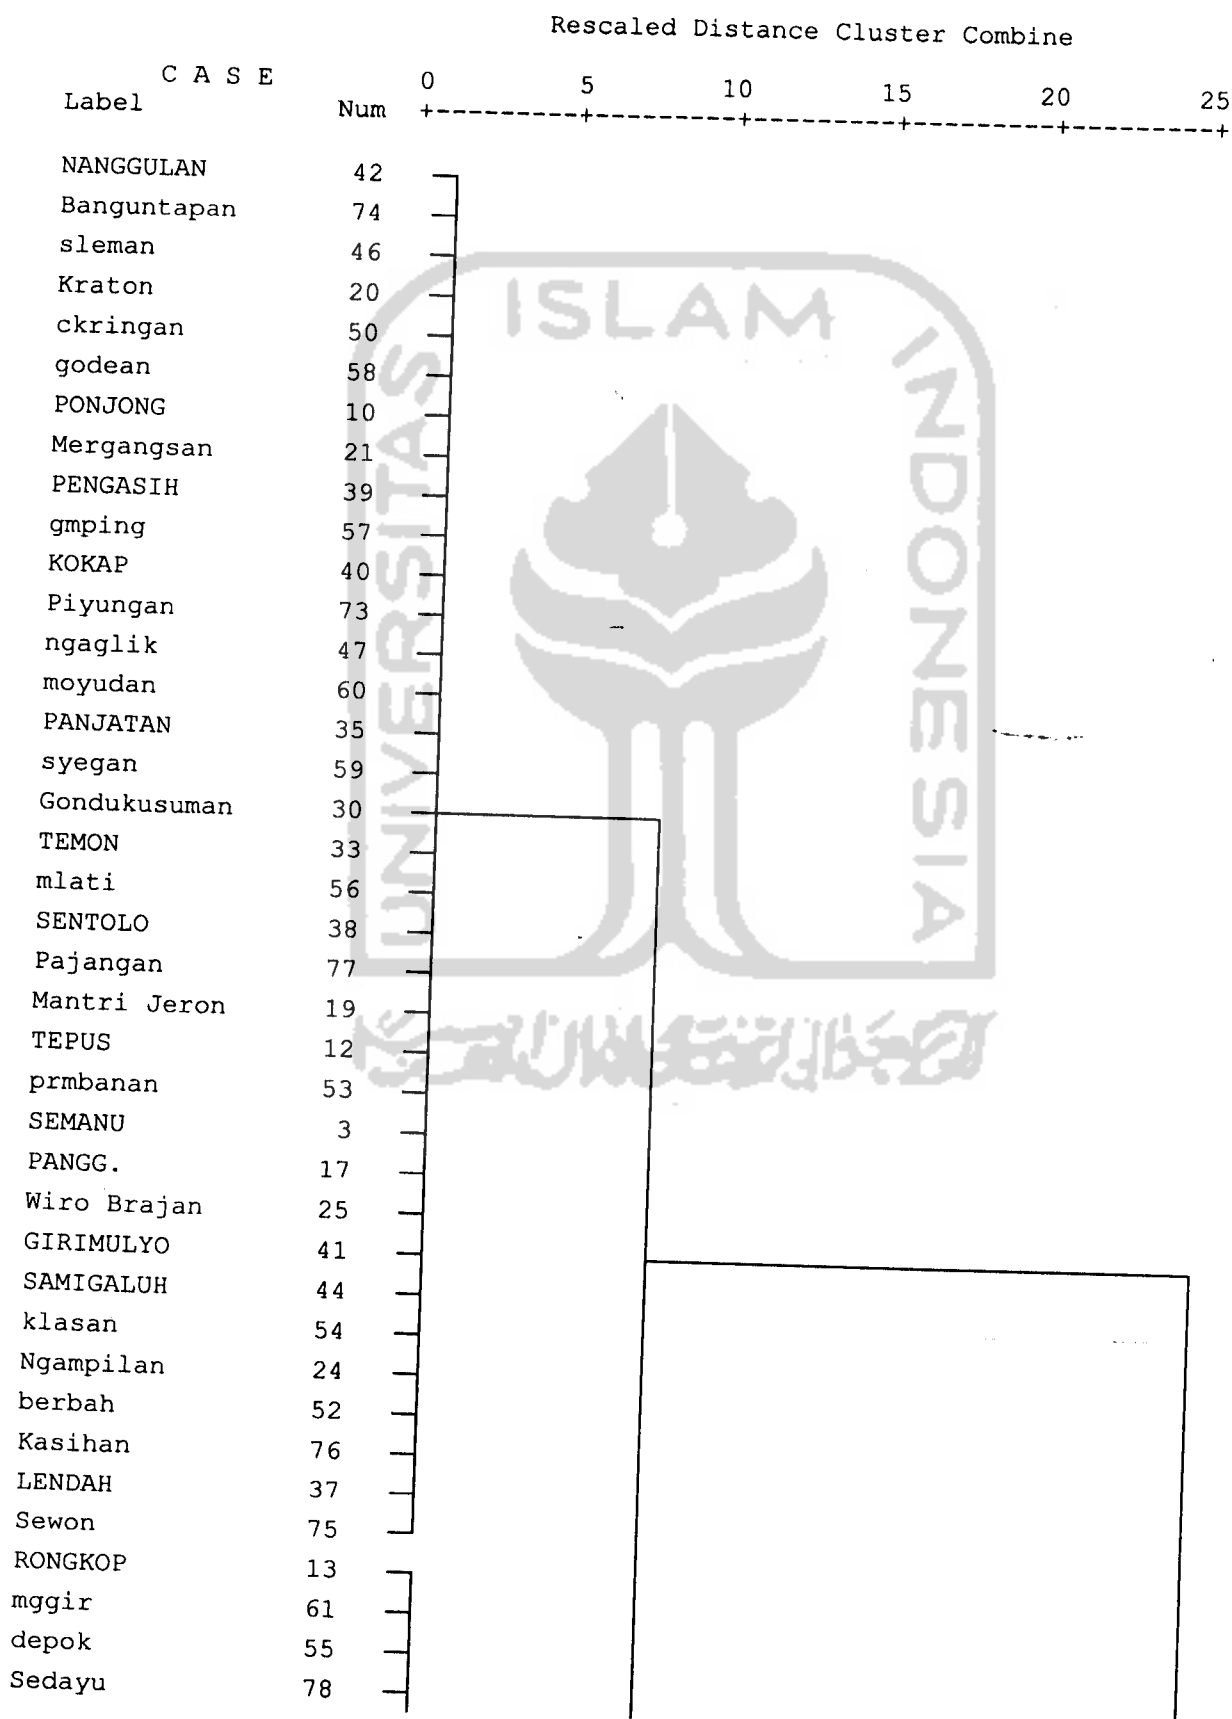 Rescaled Distance Cluster Combine
C A S E 0 5 10 15 20 25
Label Num +---------+---------+---------+---------+---------+
NANGGULAN 42
Banguntapan 74
sleman 46
Kraton 20
ckringan 50
godean 58
PONJONG 10
Mergangsan 21
PENGASIH 39
gmping 57
KOKAP 40
Piyungan 73
ngaglik 47
moyudan 60
PANJATAN 35
syegan 59
Gondukusuman 30
TEMON 33
mlati 56
SENTOLO 38
Pajangan 77
Mantri Jeron 19
TEPUS 12
prmbanan 53
SEMANU 3
PANGG. 17
Wiro Brajan 25
GIRIMULYO 41
SAMIGALUH 44
klasan 54
Ngampilan 24
berbah 52
Kasihan 76
LENDAH 37
Sewon 75
RONGKOP 13
mggir 61
depok 55
Sedayu 78
UNIVERSITAS
ISLAM
INDONESIA